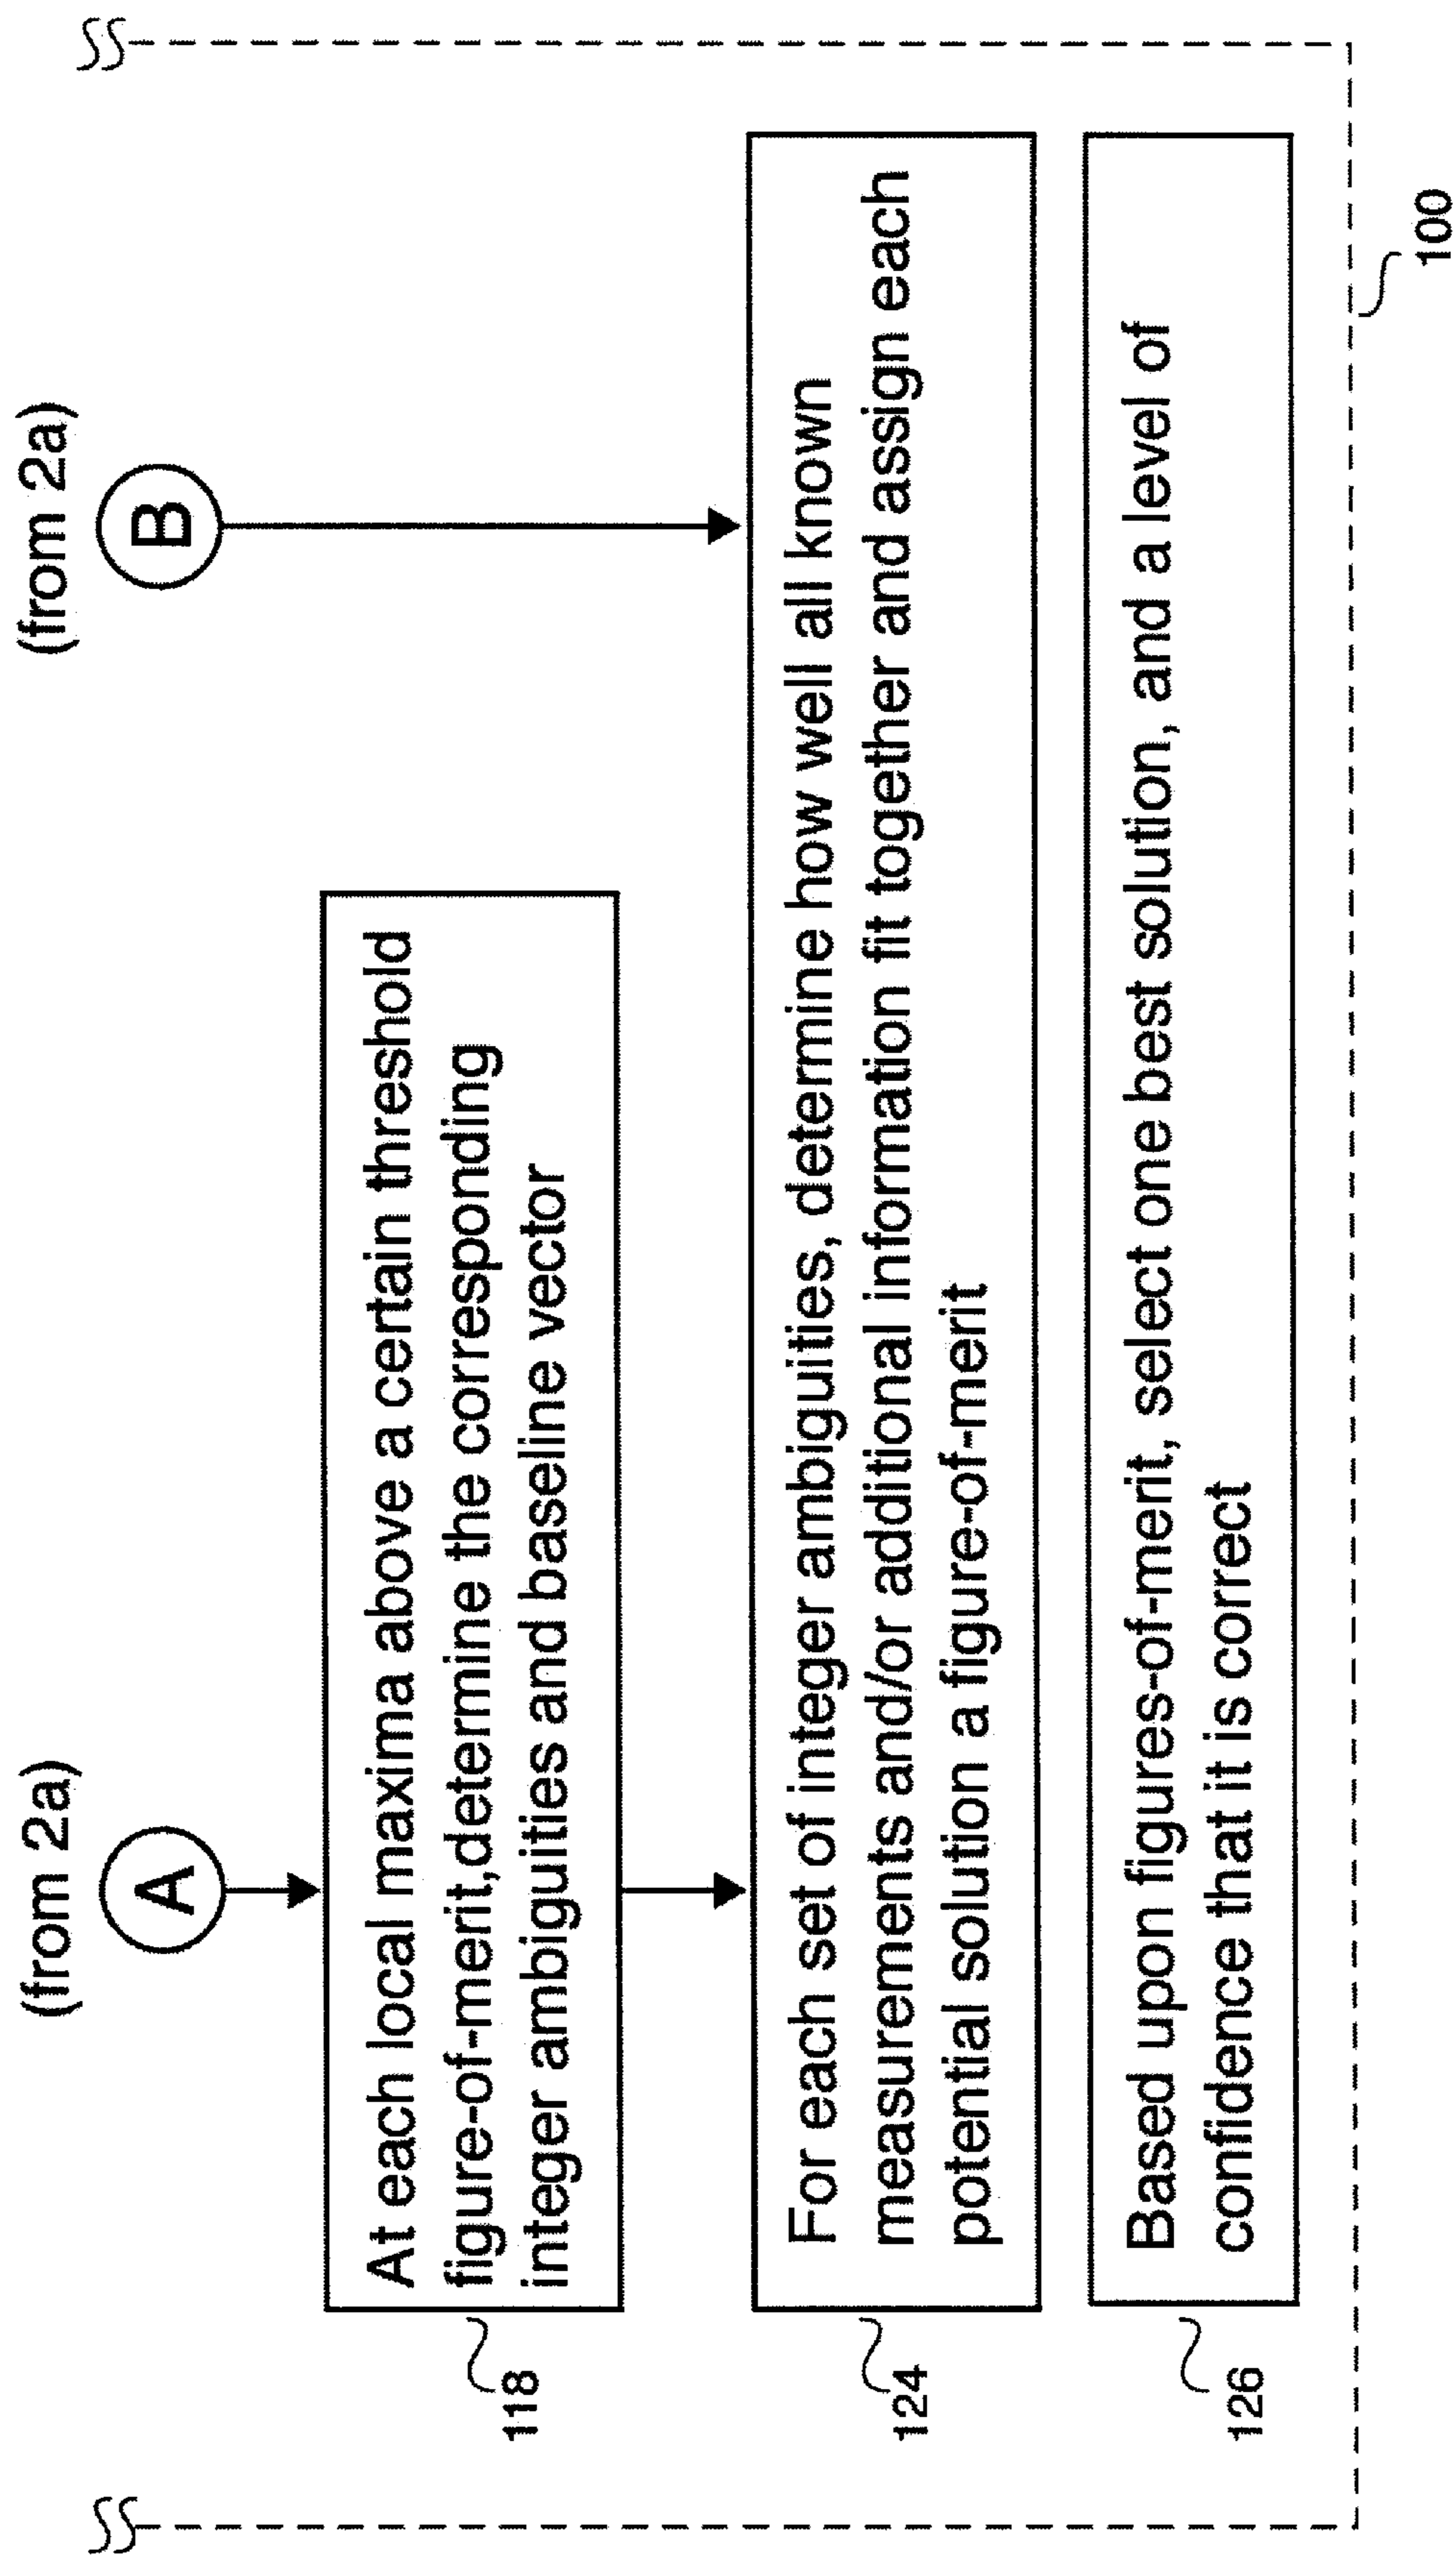 (from 2a)
(from 2a)
A
B
At each local maxima above a certain threshold
figure-of-merit,determine the corresponding
integer ambiguities and baseline vector
118
For each set of integer ambiguities, determine how well all known
measurements and/or additional information fit together and assign each
potential solution a figure-of-merit
124
Based upon figures-of-merit, select one best solution, and a level of
confidence that it is correct
126
100